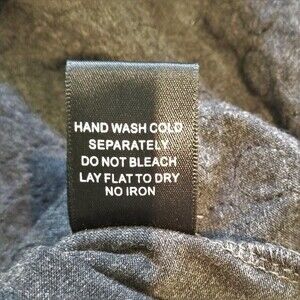 HAND WASH COLD
SEPARATELY
DO NOT BLEACH
LAY FLAT TO DRY
NO IRON